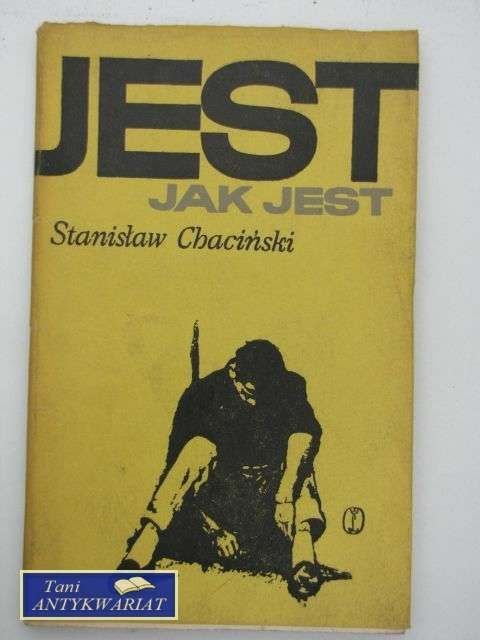 JEST
JAK JEST
Stanisław Chaciński
Tani
ANTYKWARIAT